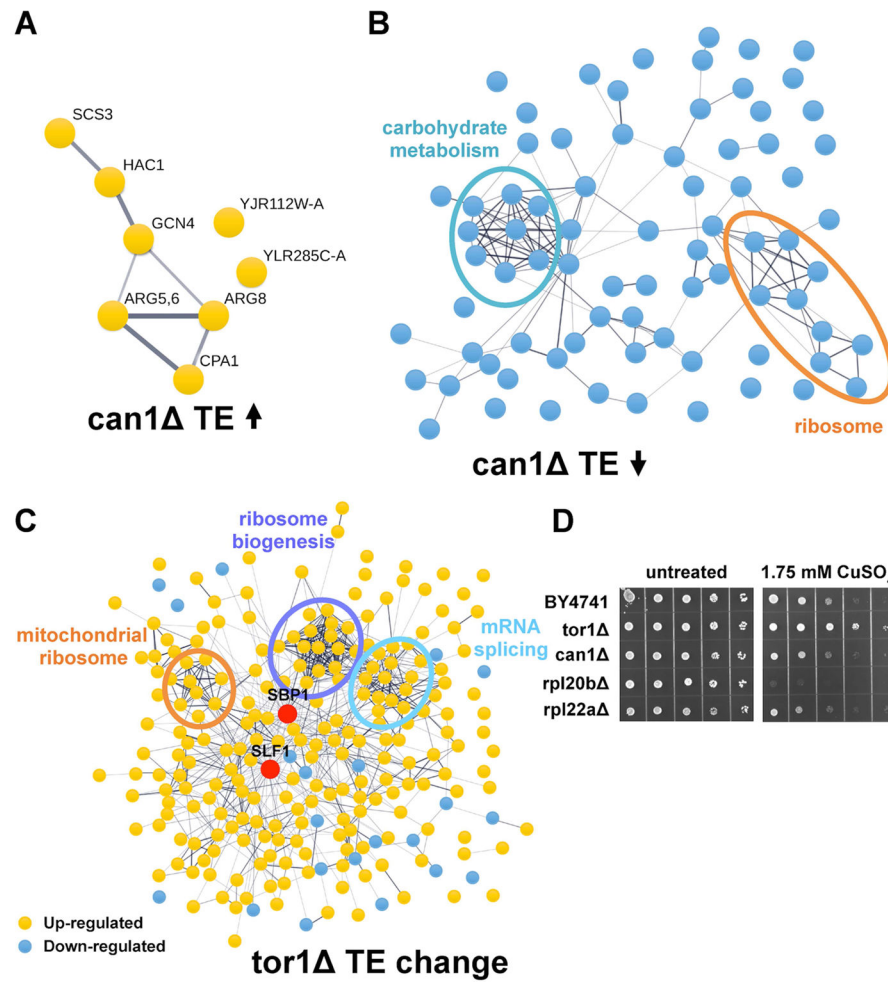 A
SCS3
HAC1
GCN4
YJR112W-A
YLR285C-A
ARG5,6
ARG8
CPA1
can1Δ TE
B
carbohydrate
metabolism
ribosome
can1Δ TE
C
ribosome
biogenesis
mitochondrial
ribosome
mRNA
splicing
SBP1
SLF1
Up-regulated
Down-regulated
tor1Δ TE change
D
untreated
1.75 mM CuSO
BY4741
tor1Δ
can1Δ
rpl20bΔ
rpl22aΔ